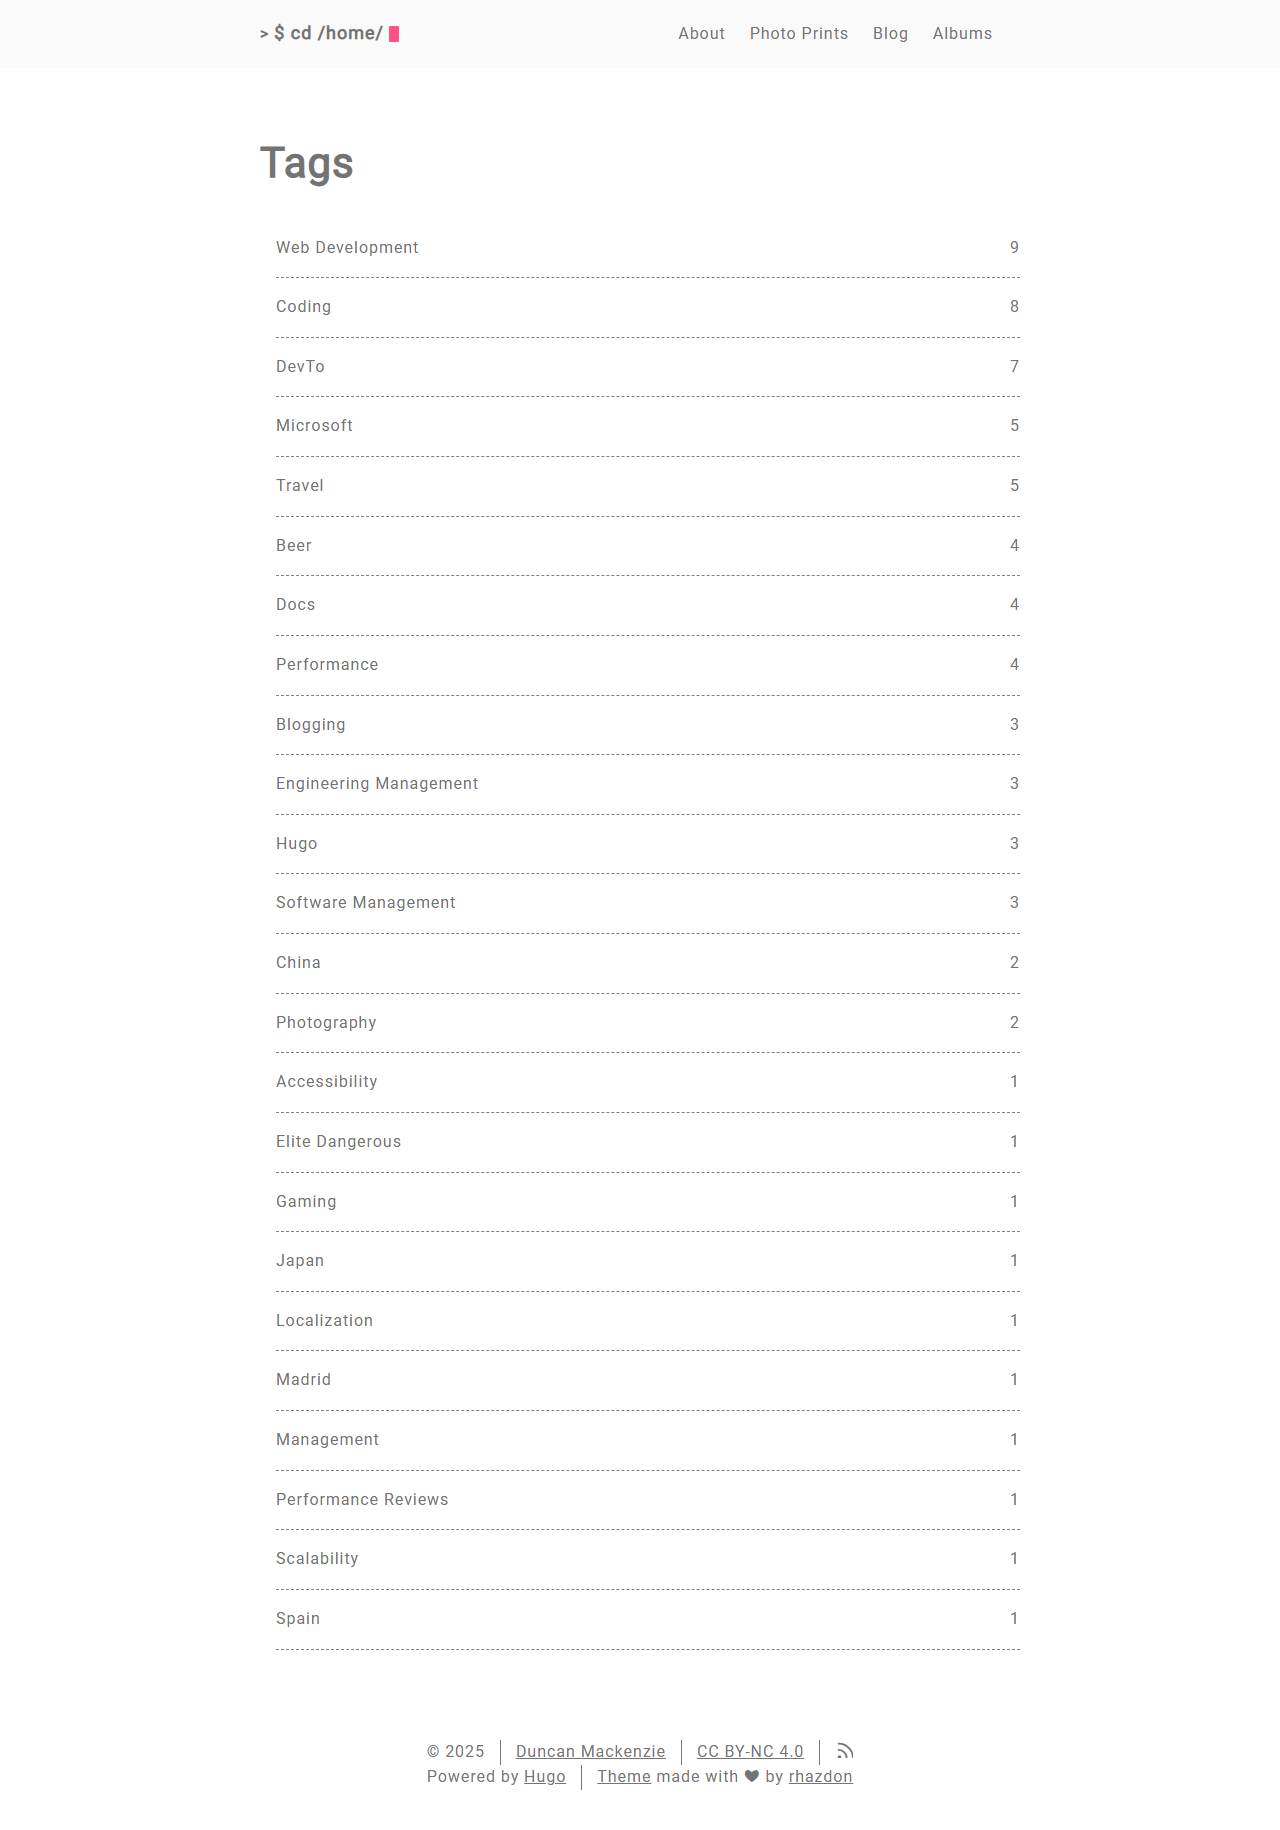 > $ cd /home/
About Photo Prints Blog Albums
Tags
Web Development 9
Coding 8
DevTo 7
Microsoft 5
Travel 5
Beer 4
Docs 4
Performance 4
Blogging 3
Engineering Management 3
Hugo 3
Software Management 3
China 2
Photography 2
Accessibility 1
Elite Dangerous 1
Gaming 1
Japan 1
Localization 1
Madrid 1
Management 1
Performance Reviews 1
Scalability 1
Spain 1
© 2025 Duncan Mackenzie CC BY-NC 4.0
Powered by Hugo Theme made with ♥ by rhazdon